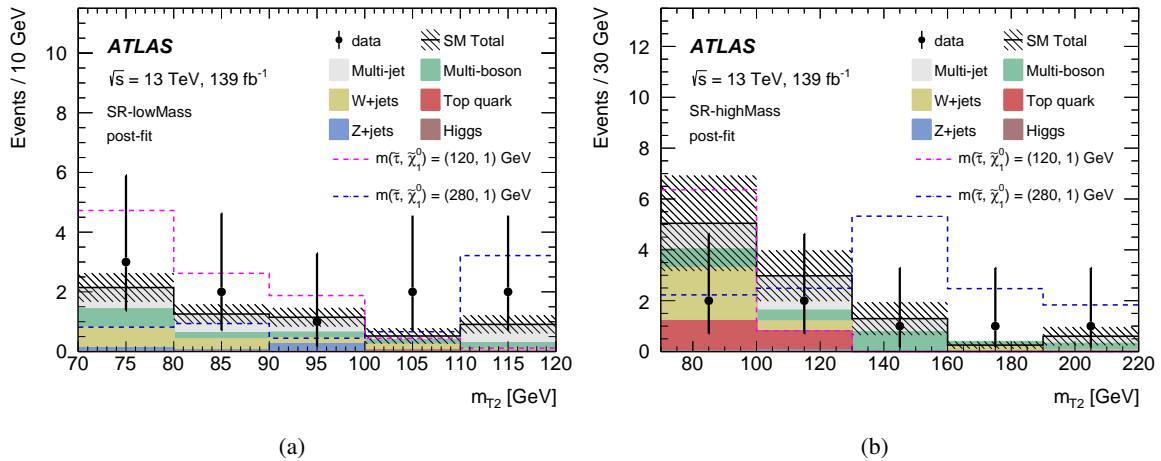 Events / 10 GeV
10
8
6
4
2
0
ATLAS
√s = 13 TeV, 139 fb⁻¹
SR-lowMass
post-fit
data
SM Total
Multi-jet
Multi-boson
W+jets
Top quark
Z+jets
Higgs
m(τ̃, χ̃₁⁰) = (120, 1) GeV
m(τ̃, χ̃₁⁰) = (280, 1) GeV
70 75 80 85 90 95 100 105 110 115 120
m_T2 [GeV]
(a)
Events / 30 GeV
12
10
8
6
4
2
0
ATLAS
√s = 13 TeV, 139 fb⁻¹
SR-highMass
post-fit
data
SM Total
Multi-jet
Multi-boson
W+jets
Top quark
Z+jets
Higgs
m(τ̃, χ̃₁⁰) = (120, 1) GeV
m(τ̃, χ̃₁⁰) = (280, 1) GeV
80 100 120 140 160 180 200 220
m_T2 [GeV]
(b)